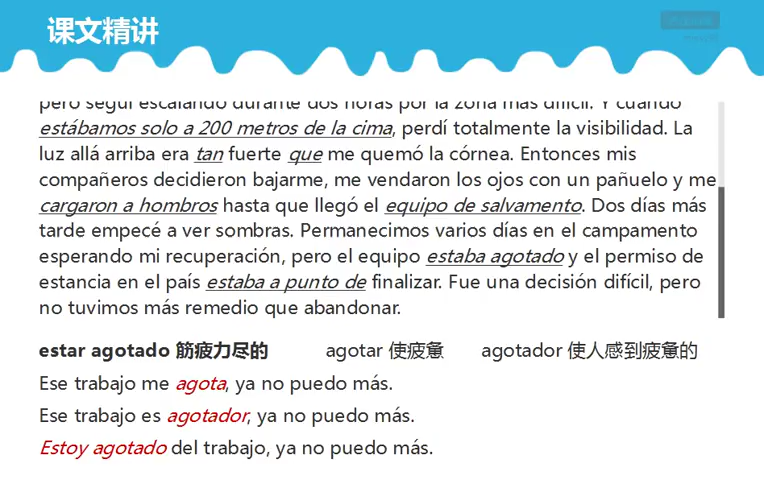 课文精讲
pero seguí escalando durante dos horas por la zona más difícil. Y cuando
estábamos solo a 200 metros de la cima, perdí totalmente la visibilidad. La
luz allá arriba era tan fuerte que me quemó la córnea. Entonces mis
compañeros decidieron bajarme, me vendaron los ojos con un pañuelo y me
cargaron a hombros hasta que llegó el equipo de salvamento. Dos días más
tarde empecé a ver sombras. Permanecimos varios días en el campamento
esperando mi recuperación, pero el equipo estaba agotado y el permiso de
estancia en el país estaba a punto de finalizar. Fue una decisión difícil, pero
no tuvimos más remedio que abandonar.
estar agotado 筋疲力尽的 agotar 使疲惫 agotador 使人感到疲惫的
Ese trabajo me agota, ya no puedo más.
Ese trabajo es agotador, ya no puedo más.
Estoy agotado del trabajo, ya no puedo más.